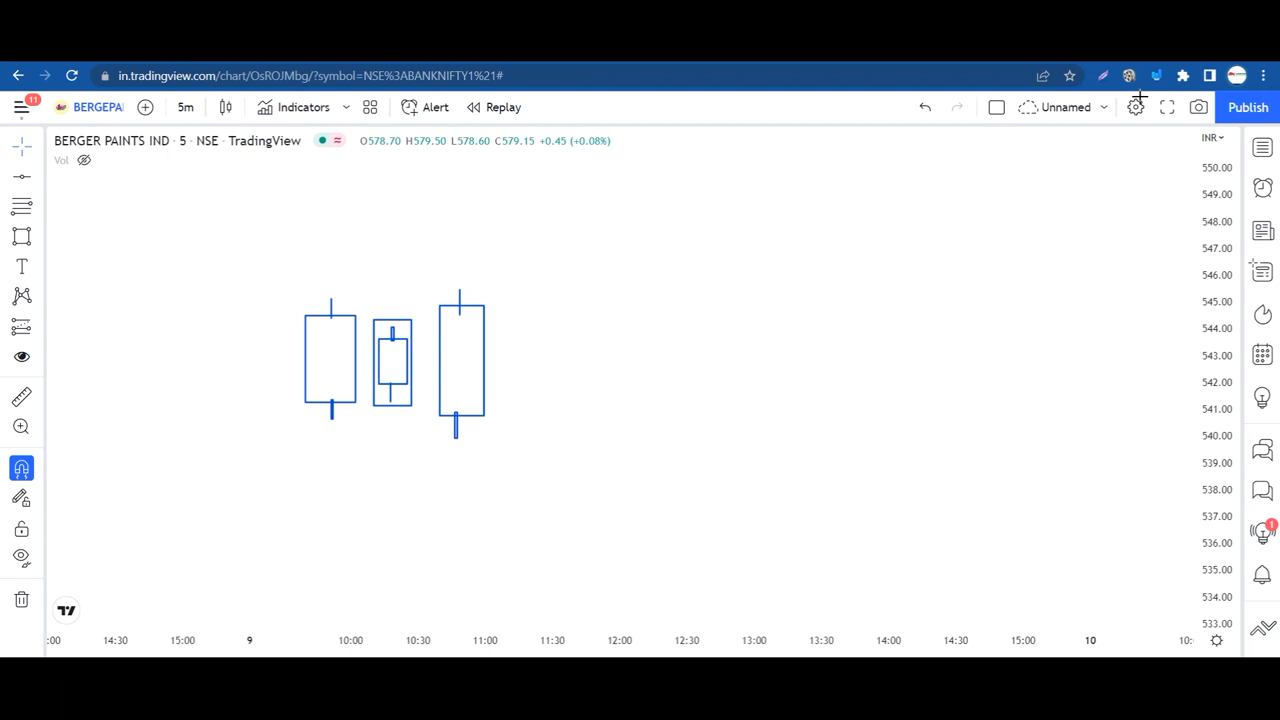 in.tradingview.com/chart/OsROJMbg/?symbol=NSE%3ABANKNIFTY1%21#
11
BERGEPA
5m
Indicators
Alert
Replay
Unnamed
Publish
BERGER PAINTS IND · 5 · NSE · TradingView
O578.70 H579.50 L578.60 C579.15 +0.45 (+0.08%)
INR
Vol
550.00
549.00
548.00
547.00
546.00
545.00
544.00
543.00
542.00
541.00
540.00
539.00
538.00
537.00
536.00
535.00
534.00
533.00
1
:00 14:30 15:00 9 10:00 10:30 11:00 11:30 12:00 12:30 13:00 13:30 14:00 14:30 15:00 10 10: